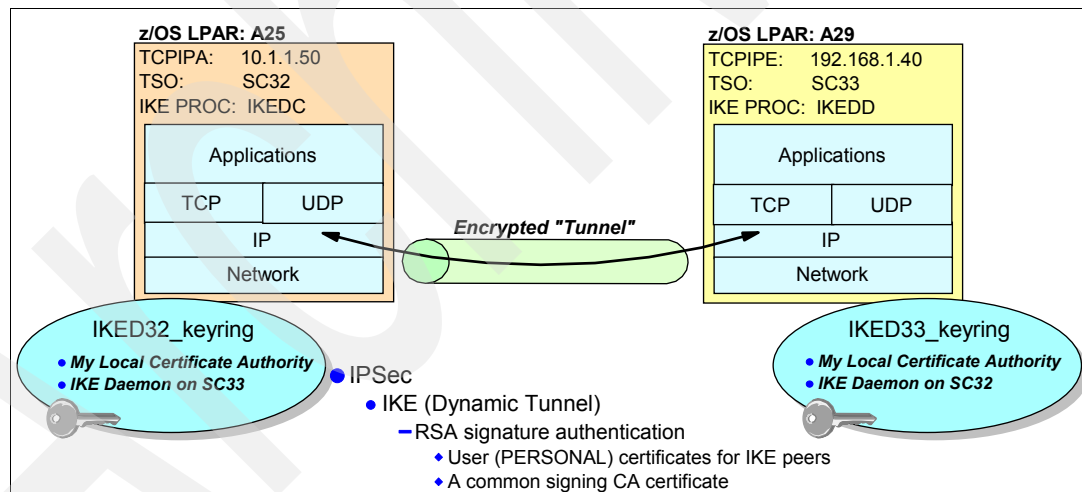 z/OS LPAR: A25
TCPIPA: 10.1.1.50
TSO: SC32
IKE PROC: IKEDC
Applications
TCP UDP
IP
Network
z/OS LPAR: A29
TCPIPE: 192.168.1.40
TSO: SC33
IKE PROC: IKEDD
Applications
TCP UDP
IP
Network
Encrypted "Tunnel"
IKED32_keyring
• My Local Certificate Authority
• IKE Daemon on SC33
IKED33_keyring
• My Local Certificate Authority
• IKE Daemon on SC32
• IPSec
• IKE (Dynamic Tunnel)
– RSA signature authentication
◆ User (PERSONAL) certificates for IKE peers
◆ A common signing CA certificate